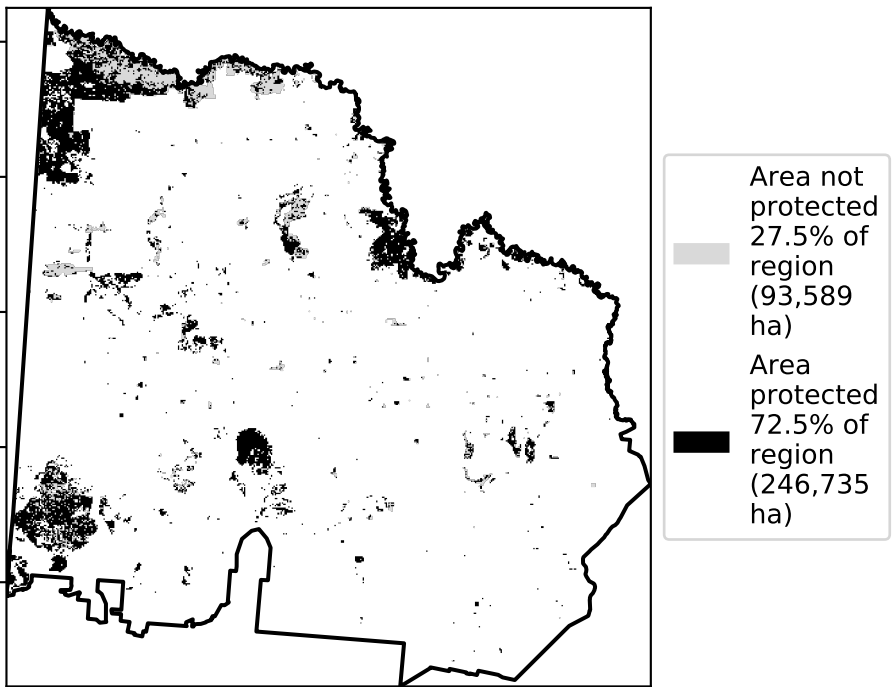 Area not
protected
27.5% of
region
(93,589
ha)
Area
protected
72.5% of
region
(246,735
ha)